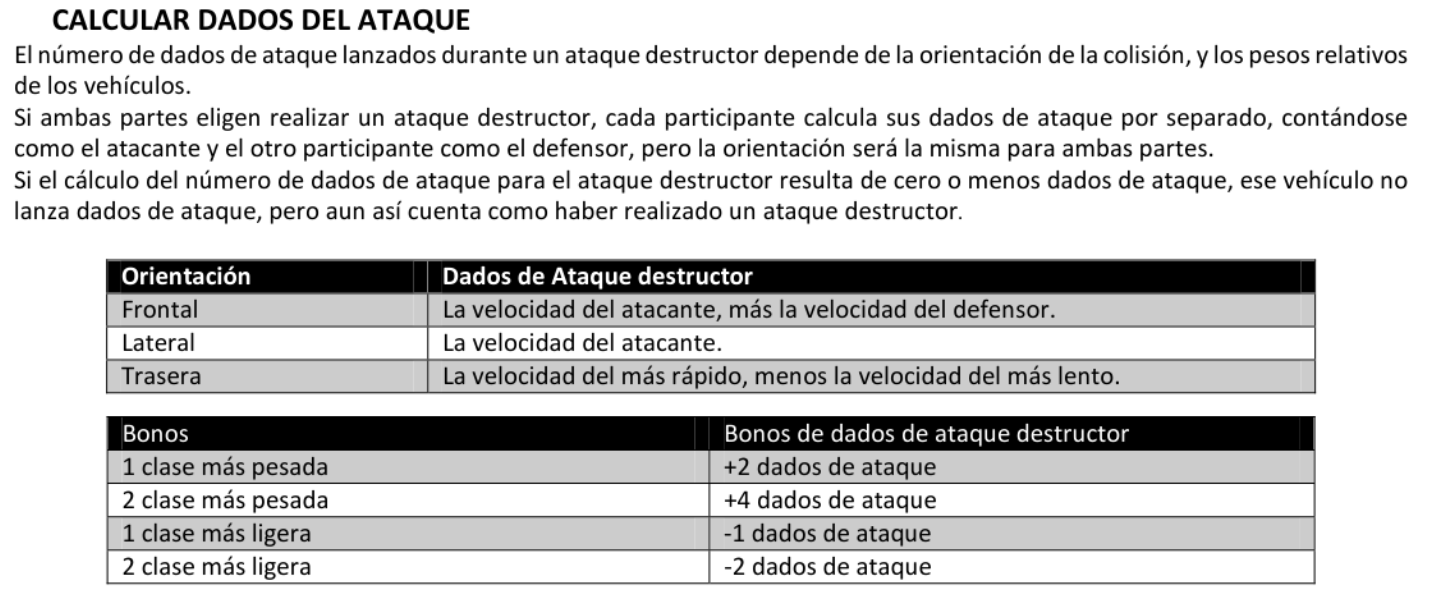 CALCULAR DADOS DEL ATAQUE
El número de dados de ataque lanzados durante un ataque destructor depende de la orientación de la colisión, y los pesos relativos
de los vehículos.
Si ambas partes eligen realizar un ataque destructor, cada participante calcula sus dados de ataque por separado, contándose
como el atacante y el otro participante como el defensor, pero la orientación será la misma para ambas partes.
Si el cálculo del número de dados de ataque para el ataque destructor resulta de cero o menos dados de ataque, ese vehículo no
lanza dados de ataque, pero aun así cuenta como haber realizado un ataque destructor.
Orientación Dados de Ataque destructor
Frontal La velocidad del atacante, más la velocidad del defensor.
Lateral La velocidad del atacante.
Trasera La velocidad del más rápido, menos la velocidad del más lento.
Bonos Bonos de dados de ataque destructor
1 clase más pesada +2 dados de ataque
2 clase más pesada +4 dados de ataque
1 clase más ligera -1 dados de ataque
2 clase más ligera -2 dados de ataque